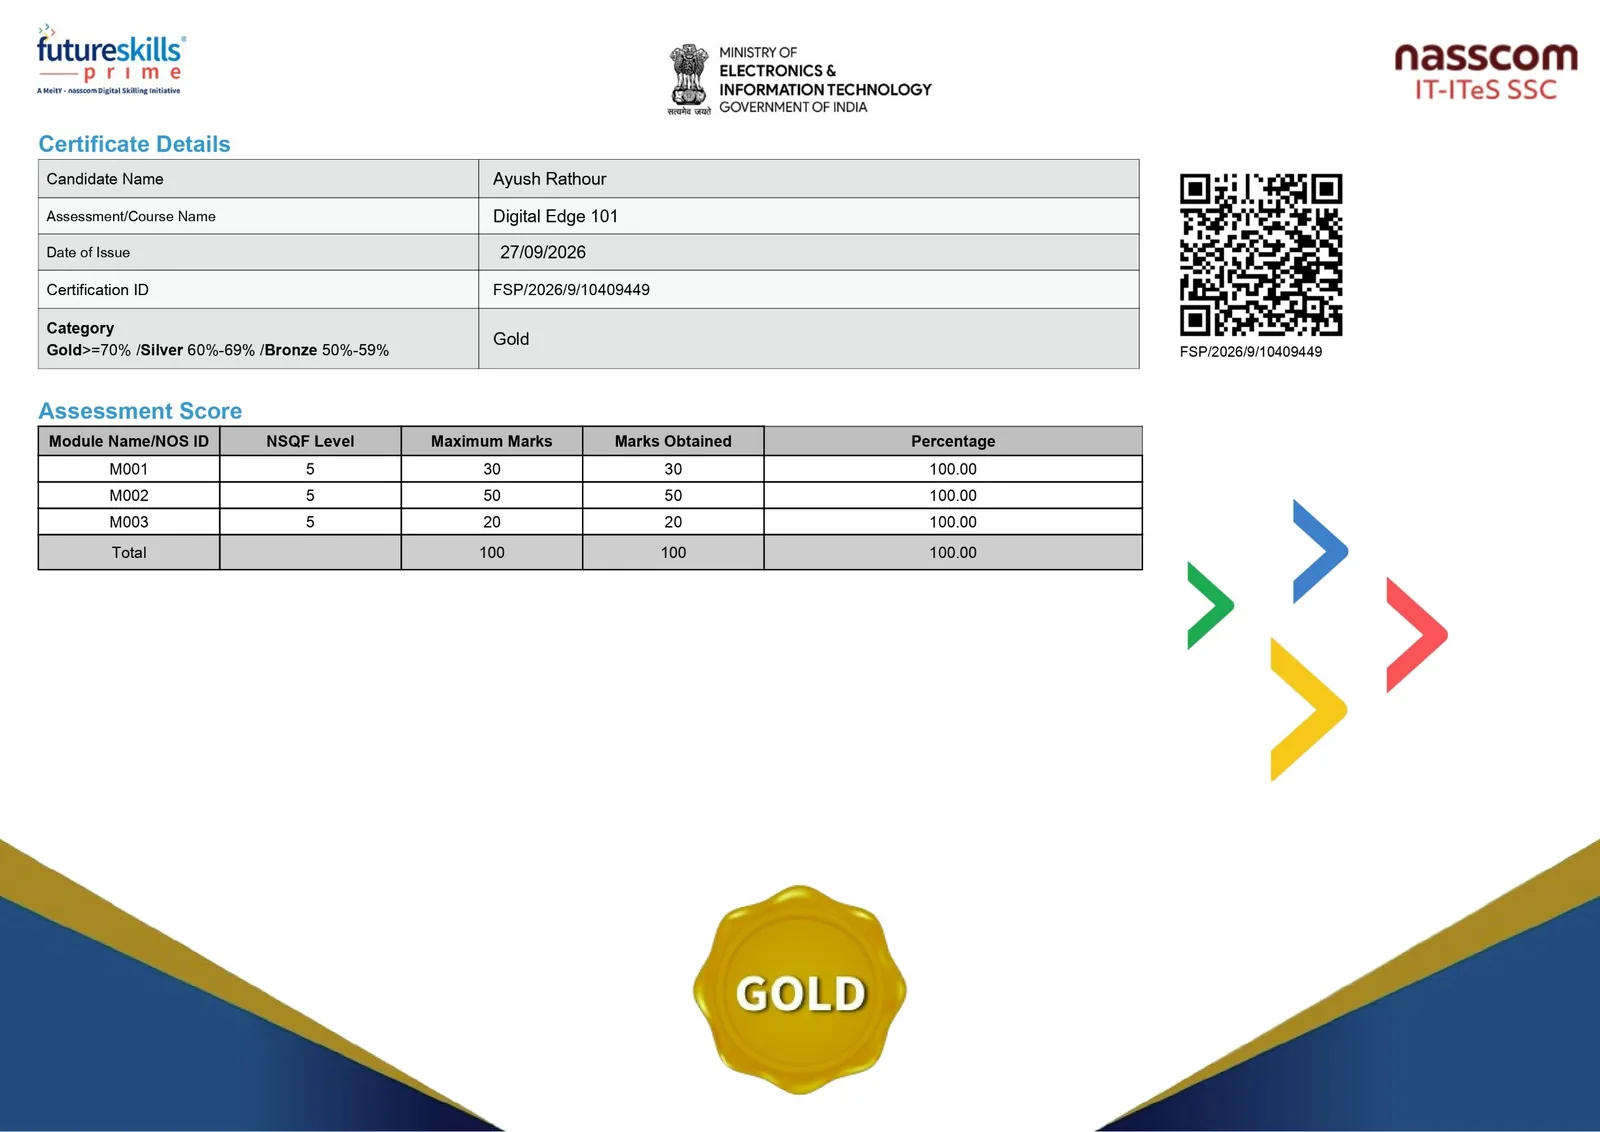 futureskills®
prime
A MeitY - nasscom Digital Skilling Initiative
सत्यमेव जयते
MINISTRY OF
ELECTRONICS &
INFORMATION TECHNOLOGY
GOVERNMENT OF INDIA
nasscom
IT-ITeS SSC
Certificate Details
Candidate Name Ayush Rathour
Assessment/Course Name Digital Edge 101
Date of Issue 27/09/2026
Certification ID FSP/2026/9/10409449
Category
Gold>=70% /Silver 60%-69% /Bronze 50%-59% Gold
FSP/2026/9/10409449
Assessment Score
Module Name/NOS ID NSQF Level Maximum Marks Marks Obtained Percentage
M001 5 30 30 100.00
M002 5 50 50 100.00
M003 5 20 20 100.00
Total 100 100 100.00
GOLD